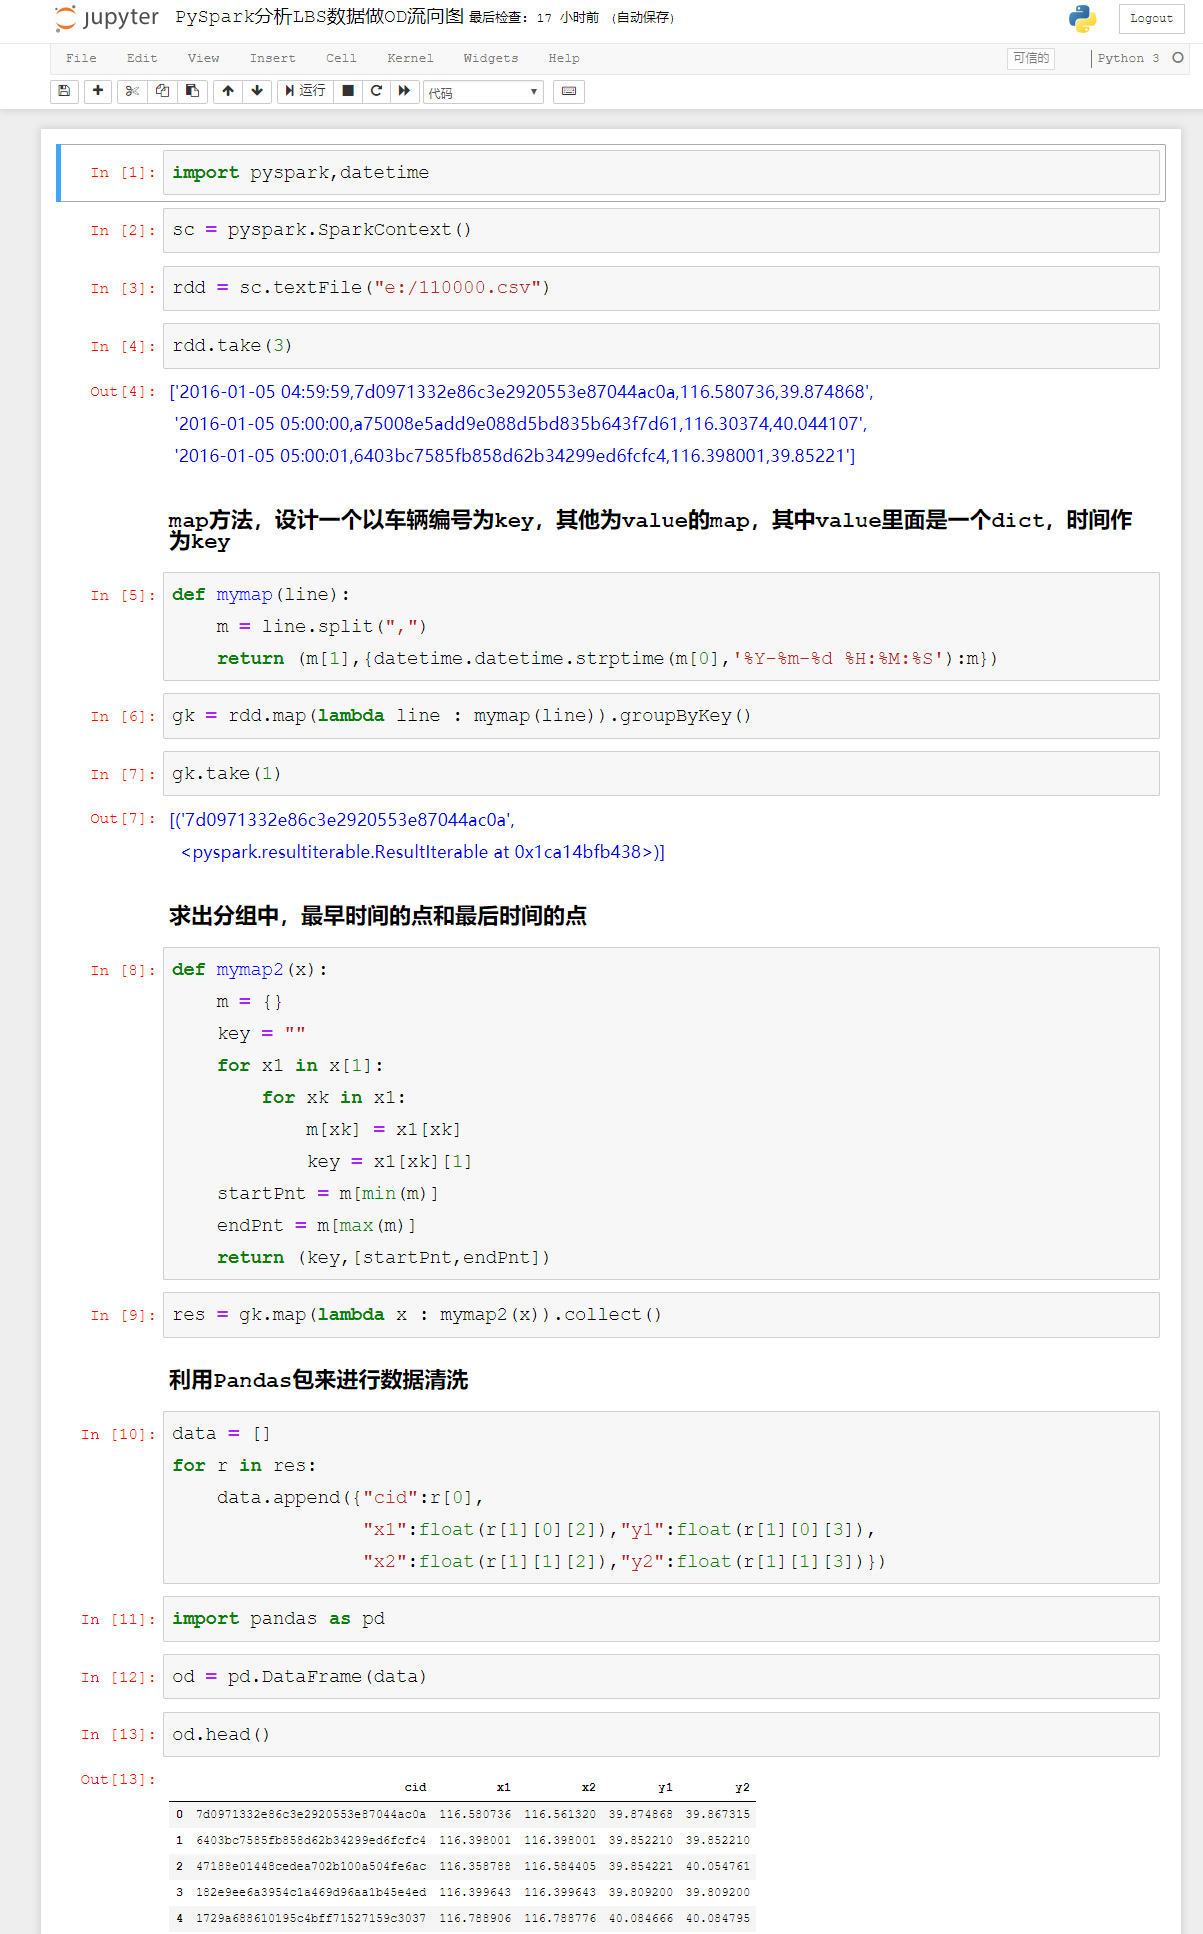 jupyter PySpark分析LBS数据做OD流向图 最后检查: 17 小时前 (自动保存) Logout
File Edit View Insert Cell Kernel Widgets Help 可信的 Python 3
运行 代码
In [1]: import pyspark,datetime
In [2]: sc = pyspark.SparkContext()
In [3]: rdd = sc.textFile("e:/110000.csv")
In [4]: rdd.take(3)
Out[4]: ['2016-01-05 04:59:59,7d0971332e86c3e2920553e87044ac0a,116.580736,39.874868',
'2016-01-05 05:00:00,a75008e5add9e088d5bd835b643f7d61,116.30374,40.044107',
'2016-01-05 05:00:01,6403bc7585fb858d62b34299ed6fcfc4,116.398001,39.85221']
map方法，设计一个以车辆编号为key，其他为value的map，其中value里面是一个dict，时间作
为key
In [5]: def mymap(line):
m = line.split(",")
return (m[1],{datetime.datetime.strptime(m[0],'%Y-%m-%d %H:%M:%S'):m})
In [6]: gk = rdd.map(lambda line : mymap(line)).groupByKey()
In [7]: gk.take(1)
Out[7]: [('7d0971332e86c3e2920553e87044ac0a',
<pyspark.resultiterable.ResultIterable at 0x1ca14bfb438>)]
求出分组中，最早时间的点和最后时间的点
In [8]: def mymap2(x):
m = {}
key = ""
for x1 in x[1]:
for xk in x1:
m[xk] = x1[xk]
key = x1[xk][1]
startPnt = m[min(m)]
endPnt = m[max(m)]
return (key,[startPnt,endPnt])
In [9]: res = gk.map(lambda x : mymap2(x)).collect()
利用Pandas包来进行数据清洗
In [10]: data = []
for r in res:
data.append({"cid":r[0],
"x1":float(r[1][0][2]),"y1":float(r[1][0][3]),
"x2":float(r[1][1][2]),"y2":float(r[1][1][3])})
In [11]: import pandas as pd
In [12]: od = pd.DataFrame(data)
In [13]: od.head()
Out[13]:
cid x1 x2 y1 y2
0 7d0971332e86c3e2920553e87044ac0a 116.580736 116.561320 39.874868 39.867315
1 6403bc7585fb858d62b34299ed6fcfc4 116.398001 116.398001 39.852210 39.852210
2 47188e01448cedea702b100a504fe6ac 116.358788 116.584405 39.854221 40.054761
3 182e9ee6a3954c1a469d96aa1b45e4ed 116.399643 116.399643 39.809200 39.809200
4 1729a688610195c4bff71527159c3037 116.788906 116.788776 40.084666 40.084795